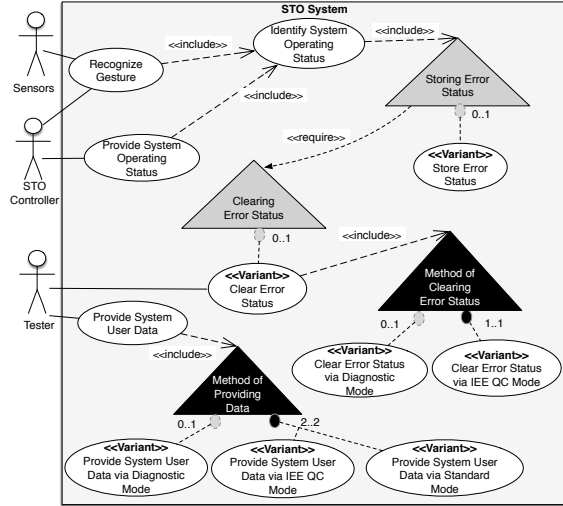 STO System
Sensors
Recognize
Gesture
<<include>>
Identify System
Operating
Status
<<include>>
Storing Error
Status
0..1
<<include>>
<<require>>
STO
Controller
Provide System
Operating
Status
<<Variant>>
Store Error
Status
Clearing
Error Status
0..1
<<include>>
<<Variant>>
Clear Error
Status
Method of
Clearing
Error Status
0..1
1..1
Tester
Provide System
User Data
<<include>>
<<Variant>>
Clear Error Status
via Diagnostic
Mode
<<Variant>>
Clear Error Status
via IEE QC Mode
Method of
Providing
Data
0..1
2..2
<<Variant>>
Provide System User
Data via Diagnostic
Mode
<<Variant>>
Provide System User
Data via IEE QC
Mode
<<Variant>>
Provide System User
Data via Standard
Mode